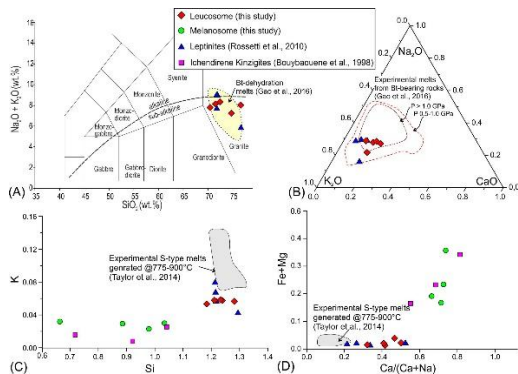 Leucosome (this study)
Melanosome (this study)
Leptinites (Rossetti et al., 2010)
Ichendirene Kinzigites (Bouybaouene et al., 1998)
Na₂O + K₂O (wt.%)
16
14
12
10
8
6
4
2
0
35
40
45
50
55
60
65
70
75
80
SiO₂(wt.%)
Syenite
Monzonite
Monzo-
diorite
Monzo-
gabbro
alkaline
sub-alkaline
Gabbro
Gabbro-
diorite
Diorite
Granodiorite
Granite
Bt-dehydration
melts (Gao et al., 2016)
(A)
1.0
0.0
Na₂O
Experimental melts
from Bt-bearing rocks
(Gao et al., 2016)
P > 1.0 GPa
P 0.5-1.0 GPa
K₂O
CaO
(B)
K
0.16
0.12
0.08
0.04
0.00
0.6
0.7
0.8
0.9
1.0
1.1
1.2
1.3
1.4
Si
Experimental S-type melts
genrated @775-900°C
(Taylor et al., 2014)
(C)
Fe+Mg
0.5
0.4
0.3
0.2
0.1
0
0.0
0.2
0.4
0.6
0.8
1.0
Ca/(Ca+Na)
Experimental S-type melts
generated @775-900°C
(Taylor et al., 2014)
(D)